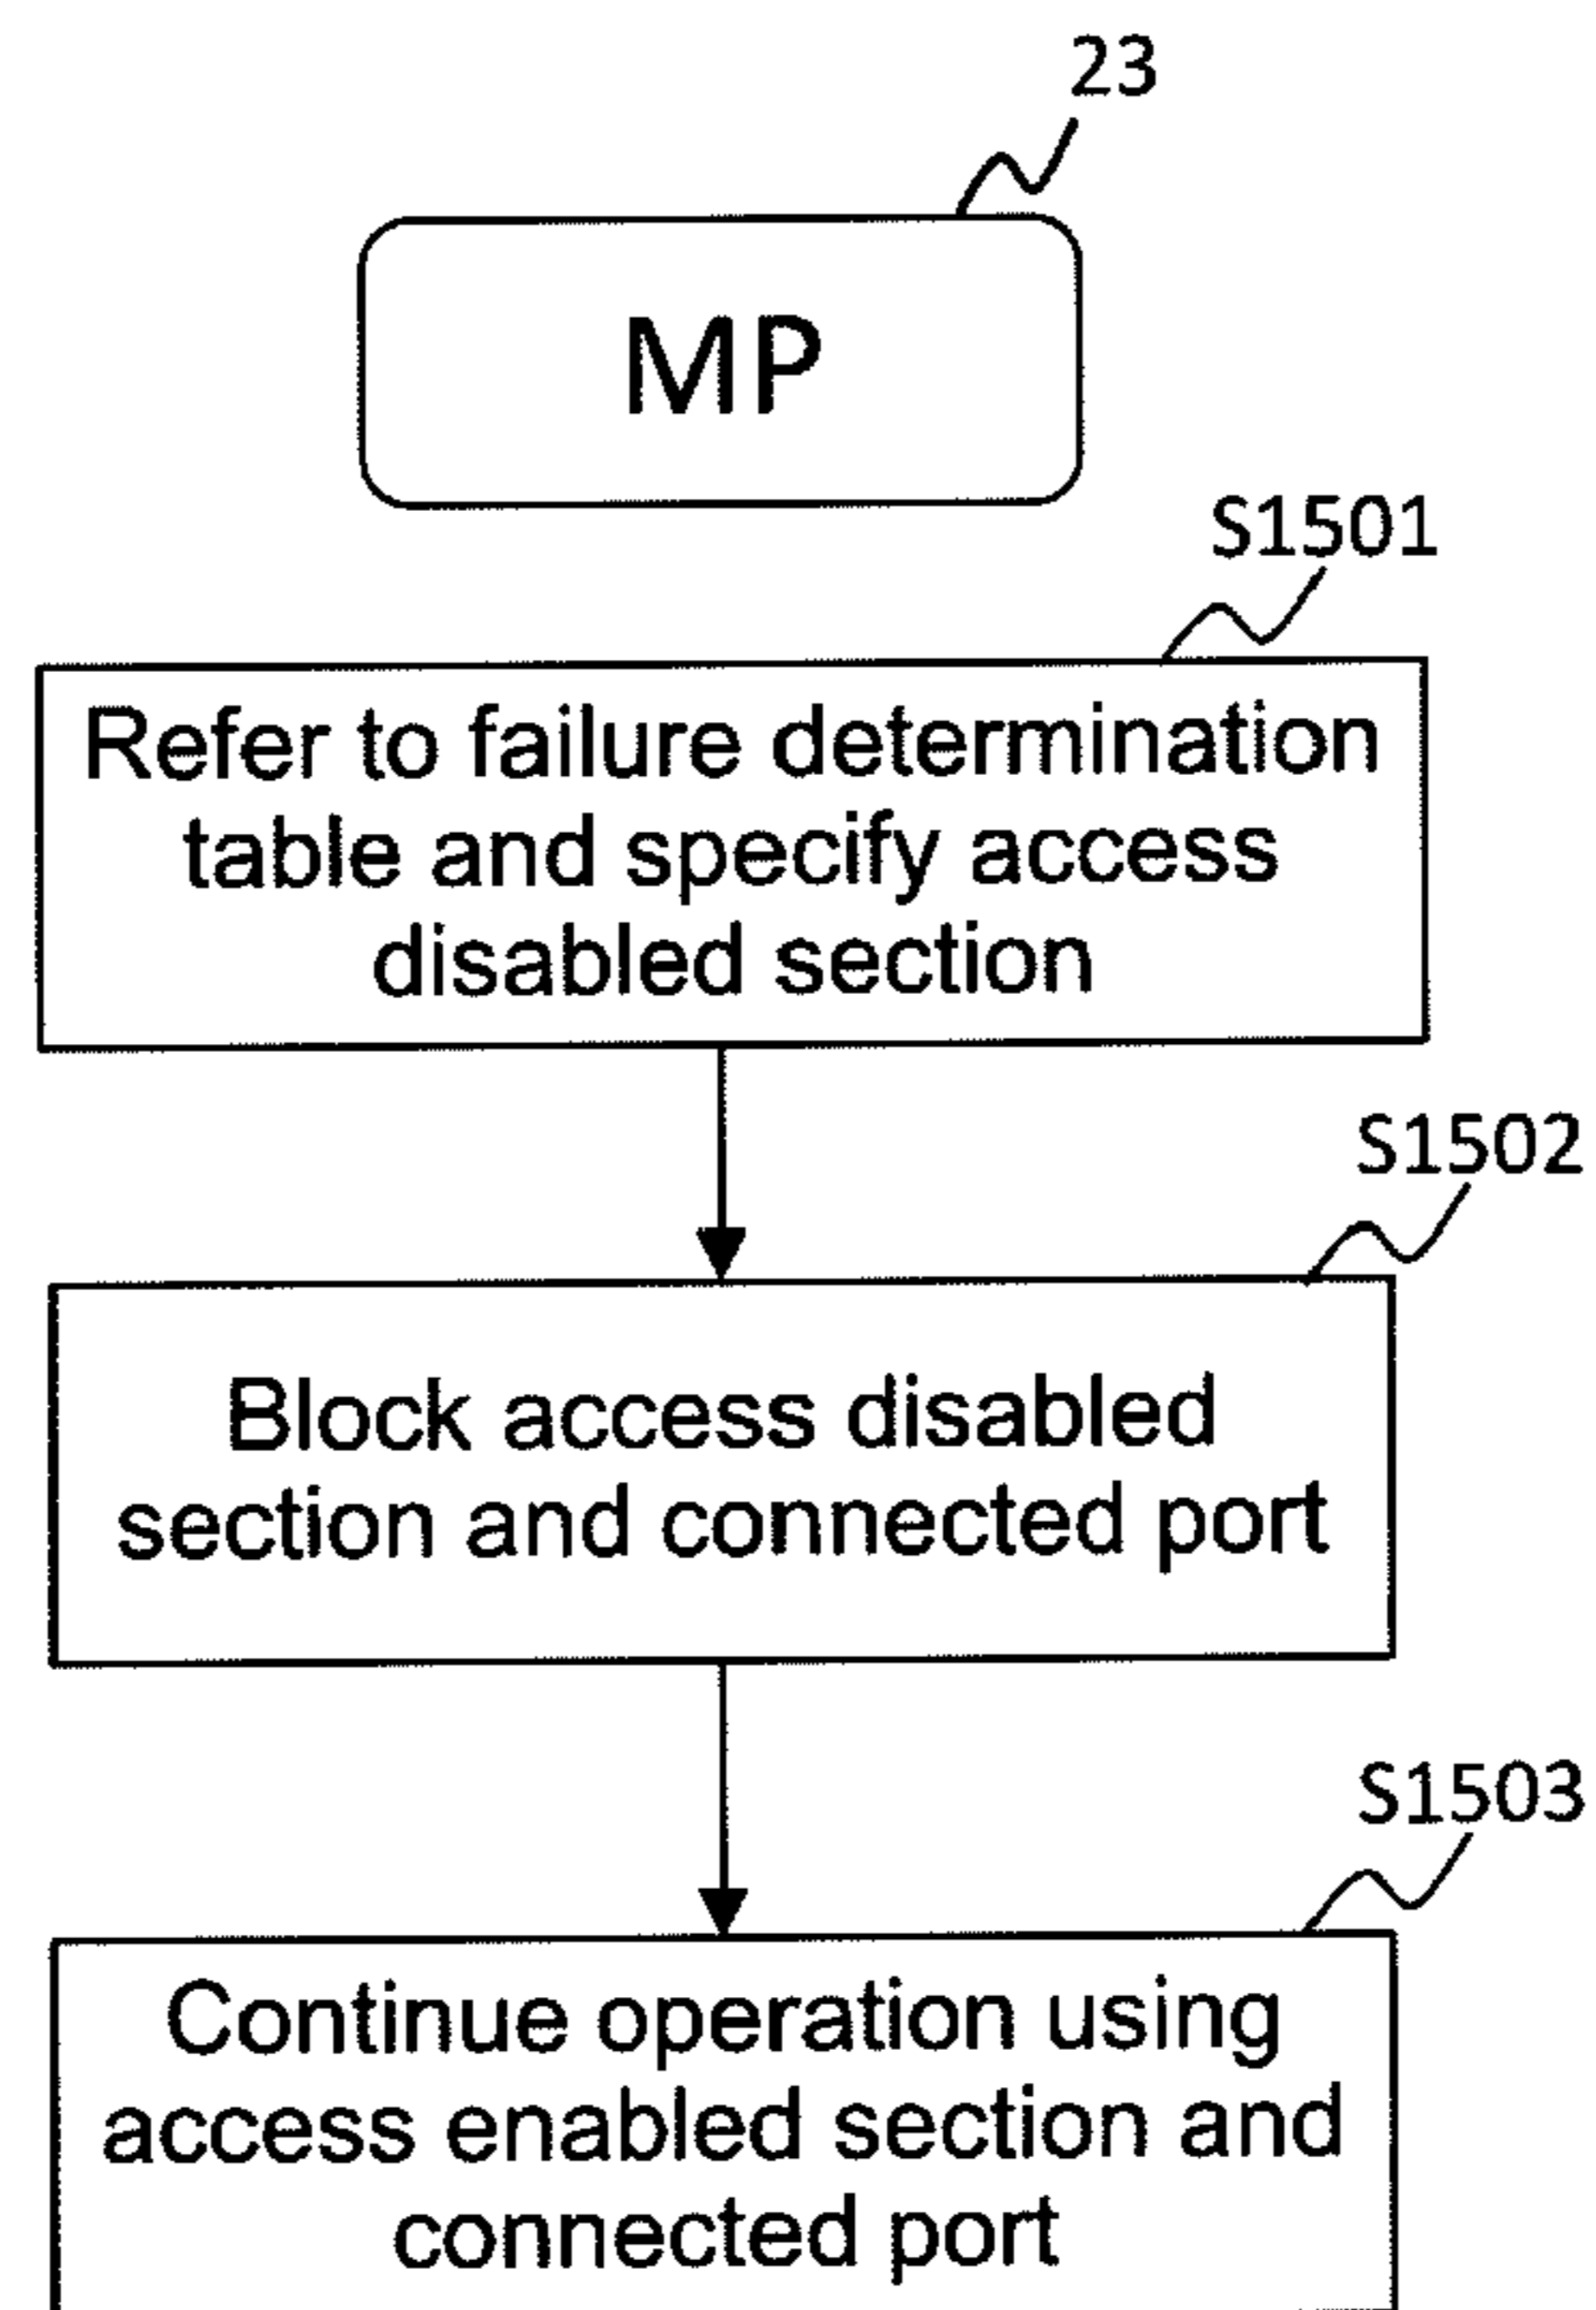 23
MP
S1501
Refer to failure determination
table and specify access
disabled section
S1502
Block access disabled
section and connected port
S1503
Continue operation using
access enabled section and
connected port